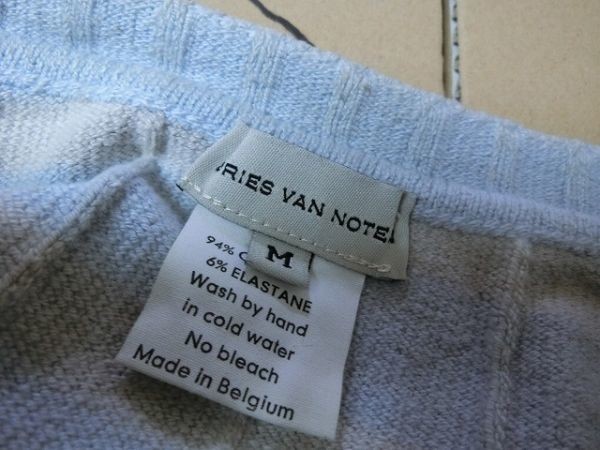 RIES VAN NOTE
M
94% C
6% ELASTANE
Wash by hand
in cold water
No bleach
Made in Belgium